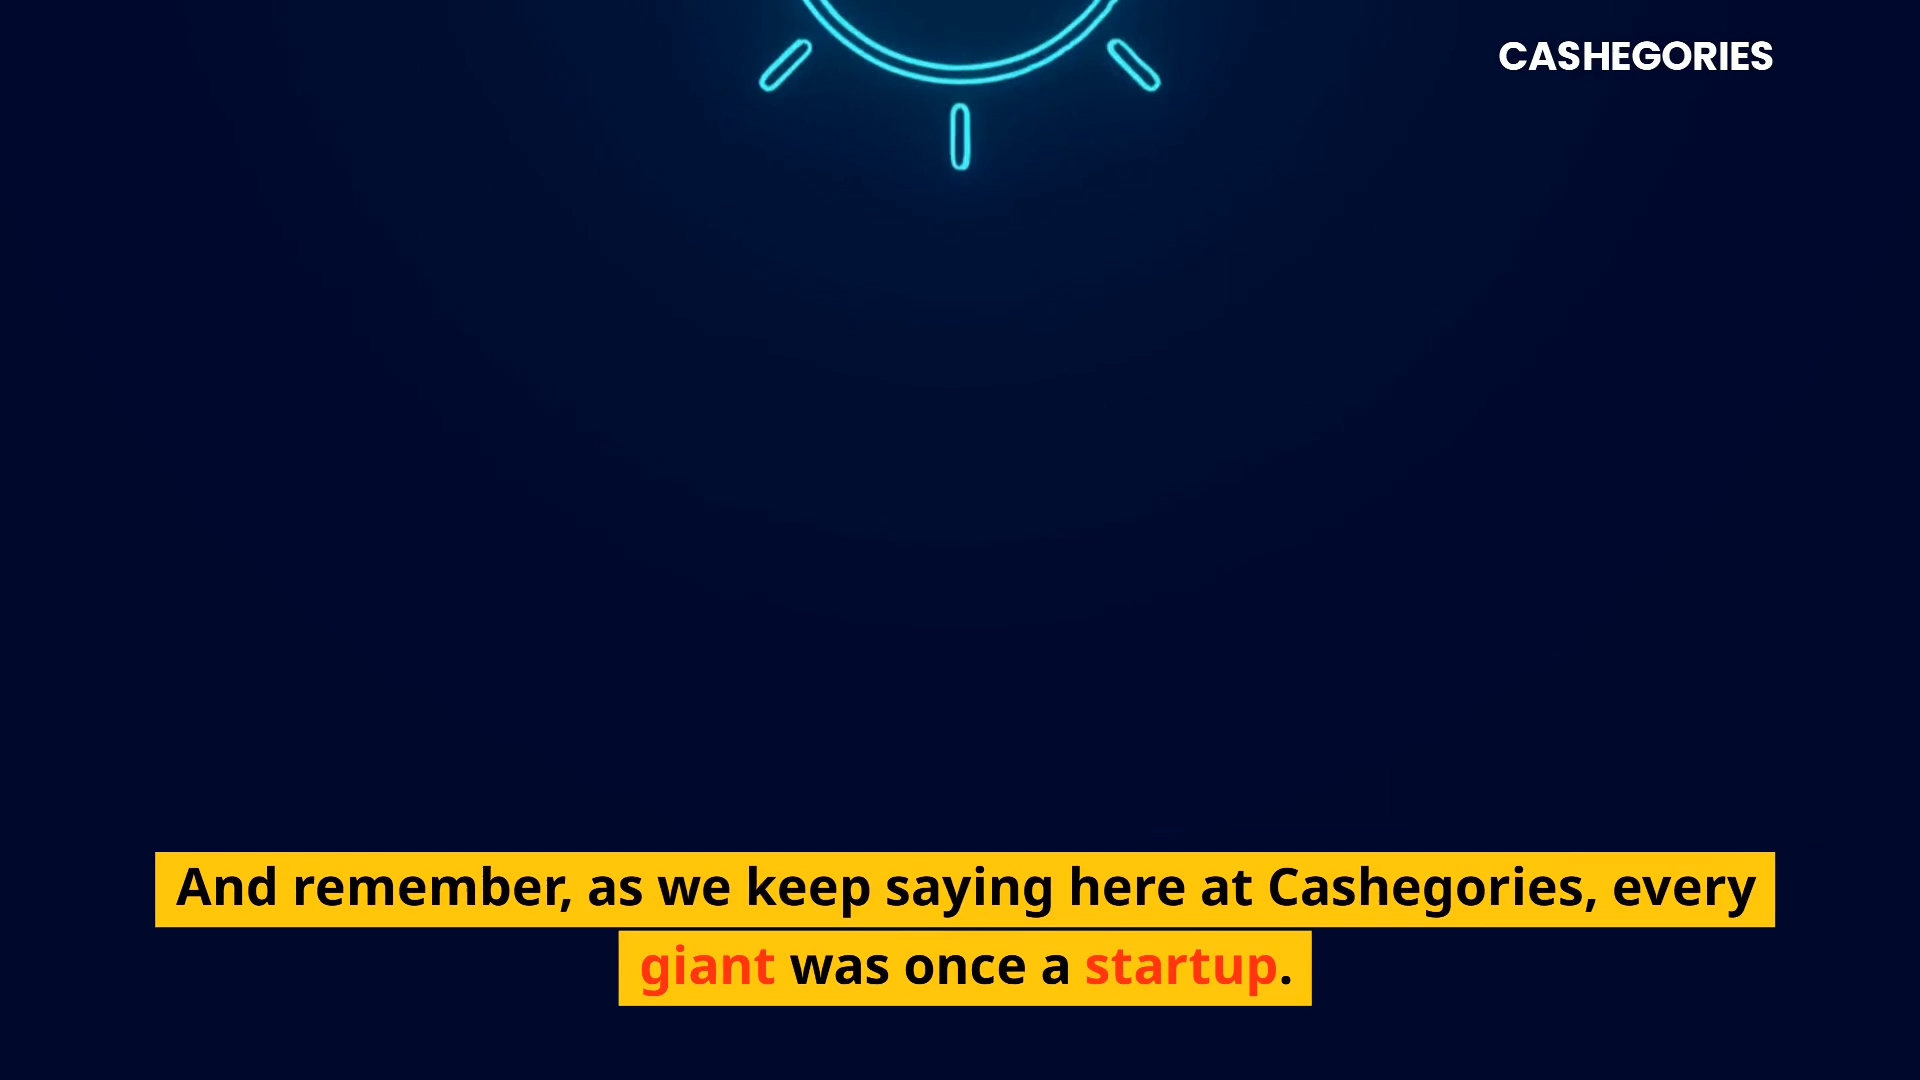 CASHEGORIES
And remember, as we keep saying here at Cashegories, every
giant was once a startup.